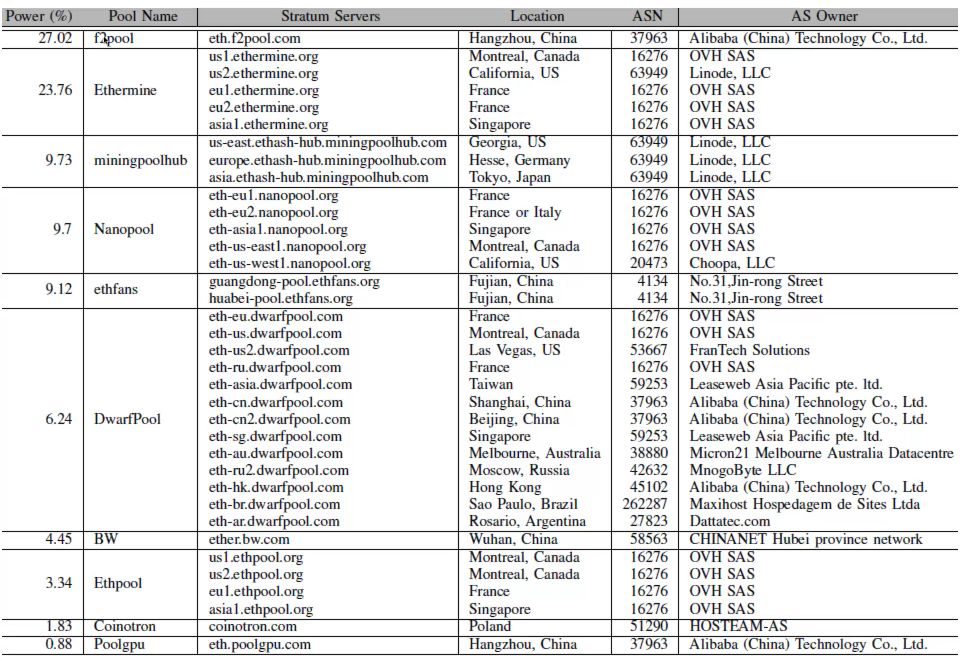 Power (%) Pool Name Stratum Servers Location ASN AS Owner
27.02 f2pool eth.f2pool.com Hangzhou, China 37963 Alibaba (China) Technology Co., Ltd.
us1.ethermine.org Montreal, Canada 16276 OVH SAS
us2.ethermine.org California, US 63949 Linode, LLC
23.76 Ethermine eu1.ethermine.org France 16276 OVH SAS
eu2.ethermine.org France 16276 OVH SAS
asia1.ethermine.org Singapore 16276 OVH SAS
us-east.ethash-hub.miningpoolhub.com Georgia, US 63949 Linode, LLC
9.73 miningpoolhub europe.ethash-hub.miningpoolhub.com Hesse, Germany 63949 Linode, LLC
asia.ethash-hub.miningpoolhub.com Tokyo, Japan 63949 Linode, LLC
eth-eu1.nanopool.org France 16276 OVH SAS
eth-eu2.nanopool.org France or Italy 16276 OVH SAS
9.7 Nanopool eth-asia1.nanopool.org Singapore 16276 OVH SAS
eth-us-east1.nanopool.org Montreal, Canada 16276 OVH SAS
eth-us-west1.nanopool.org California, US 20473 Choopa, LLC
9.12 ethfans guangdong-pool.ethfans.org Fujian, China 4134 No.31,Jin-rong Street
huabei-pool.ethfans.org Fujian, China 4134 No.31,Jin-rong Street
eth-eu.dwarfpool.com France 16276 OVH SAS
eth-us.dwarfpool.com Montreal, Canada 16276 OVH SAS
eth-us2.dwarfpool.com Las Vegas, US 53667 FranTech Solutions
eth-ru.dwarfpool.com France 16276 OVH SAS
eth-asia.dwarfpool.com Taiwan 59253 Leaseweb Asia Pacific pte. ltd.
eth-cn.dwarfpool.com Shanghai, China 37963 Alibaba (China) Technology Co., Ltd.
6.24 DwarfPool eth-cn2.dwarfpool.com Beijing, China 37963 Alibaba (China) Technology Co., Ltd.
eth-sg.dwarfpool.com Singapore 59253 Leaseweb Asia Pacific pte. ltd.
eth-au.dwarfpool.com Melbourne, Australia 38880 Micron21 Melbourne Australia Datacentre
eth-ru2.dwarfpool.com Moscow, Russia 42632 MnogoByte LLC
eth-hk.dwarfpool.com Hong Kong 45102 Alibaba (China) Technology Co., Ltd.
eth-br.dwarfpool.com Sao Paulo, Brazil 262287 Maxihost Hospedagem de Sites Ltda
eth-ar.dwarfpool.com Rosario, Argentina 27823 Dattatec.com
4.45 BW ether.bw.com Wuhan, China 58563 CHINANET Hubei province network
us1.ethpool.org Montreal, Canada 16276 OVH SAS
us2.ethpool.org Montreal, Canada 16276 OVH SAS
3.34 Ethpool eu1.ethpool.org France 16276 OVH SAS
asia1.ethpool.org Singapore 16276 OVH SAS
1.83 Coinotron coinotron.com Poland 51290 HOSTEAM-AS
0.88 Poolgpu eth.poolgpu.com Hangzhou, China 37963 Alibaba (China) Technology Co., Ltd.